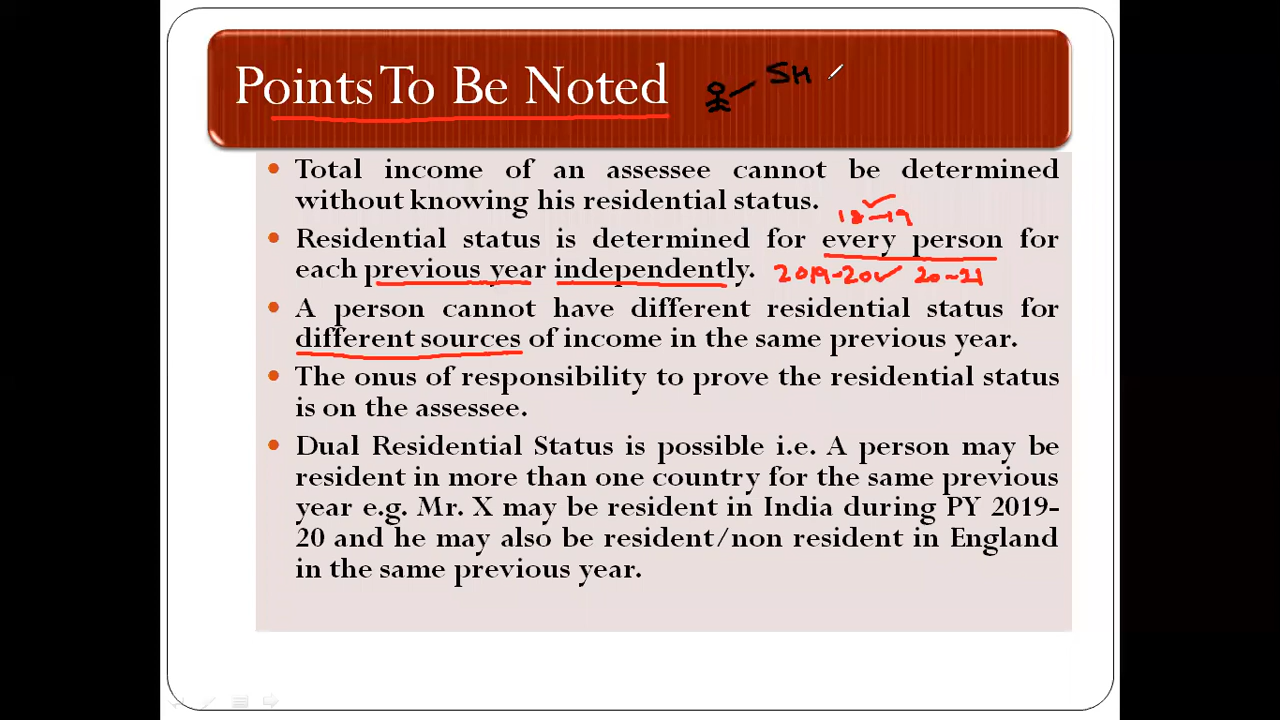 Points To Be Noted SH
• Total income of an assessee cannot be determined
without knowing his residential status.
18-19
• Residential status is determined for every person for
each previous year independently. 2019-20 20-21
• A person cannot have different residential status for
different sources of income in the same previous year.
• The onus of responsibility to prove the residential status
is on the assessee.
• Dual Residential Status is possible i.e. A person may be
resident in more than one country for the same previous
year e.g. Mr. X may be resident in India during PY 2019-
20 and he may also be resident/non resident in England
in the same previous year.